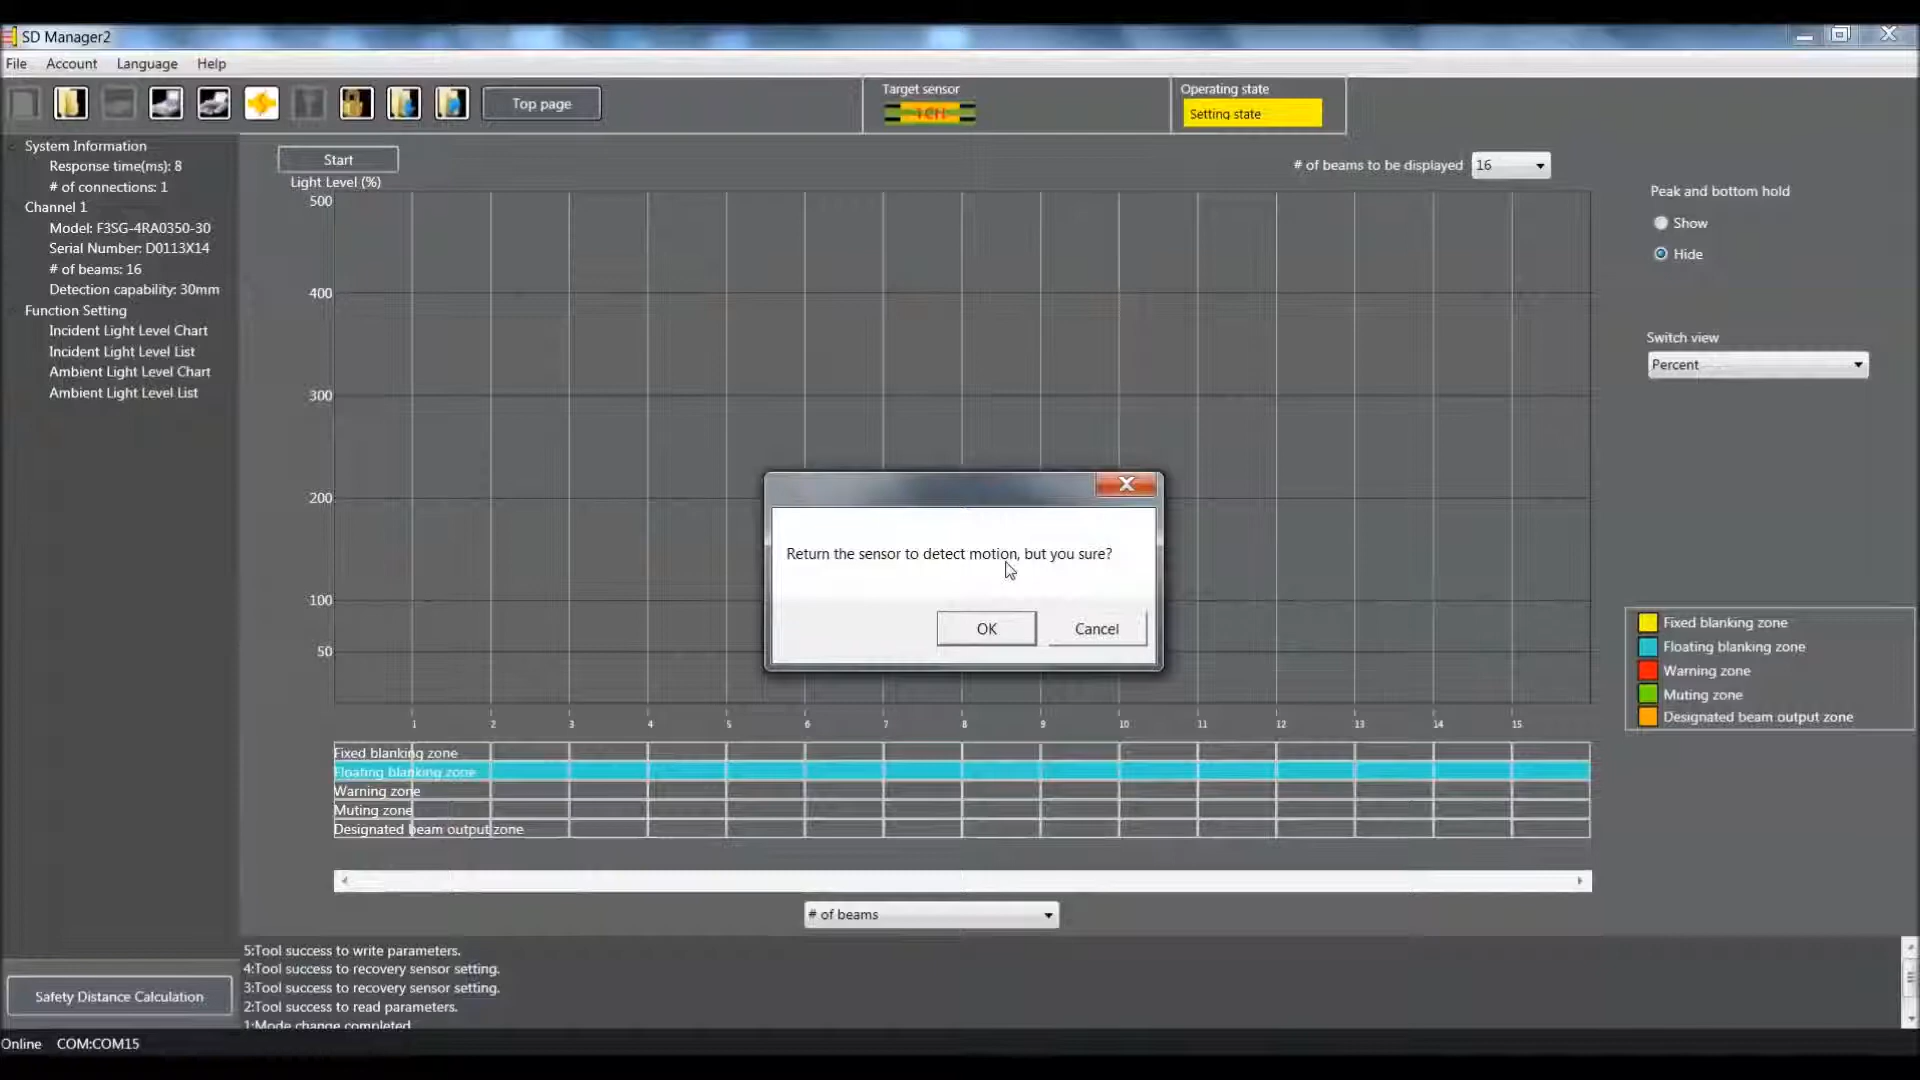 SD Manager2
File Account Language Help
Top page
Target sensor
1CH
Operating state
Setting state
System Information
Response time(ms): 8
# of connections: 1
Channel 1
Model: F3SG-4RA0350-30
Serial Number: D0113X14
# of beams: 16
Detection capability: 30mm
Function Setting
Incident Light Level Chart
Incident Light Level List
Ambient Light Level Chart
Ambient Light Level List
Start
Light Level (%)
# of beams to be displayed 16
500
400
300
200
100
50
1 2 3 4 5 6 7 8 9 10 11 12 13 14 15
Peak and bottom hold
Show
Hide
Switch view
Percent
Return the sensor to detect motion, but you sure?
OK Cancel
Fixed blanking zone
Floating blanking zone
Warning zone
Muting zone
Designated beam output zone
Fixed blanking zone
Floating blanking zone
Warning zone
Muting zone
Designated beam output zone
# of beams
5:Tool success to write parameters.
4:Tool success to recovery sensor setting.
3:Tool success to recovery sensor setting.
2:Tool success to read parameters.
1:Mode change completed
Safety Distance Calculation
Online COM:COM15